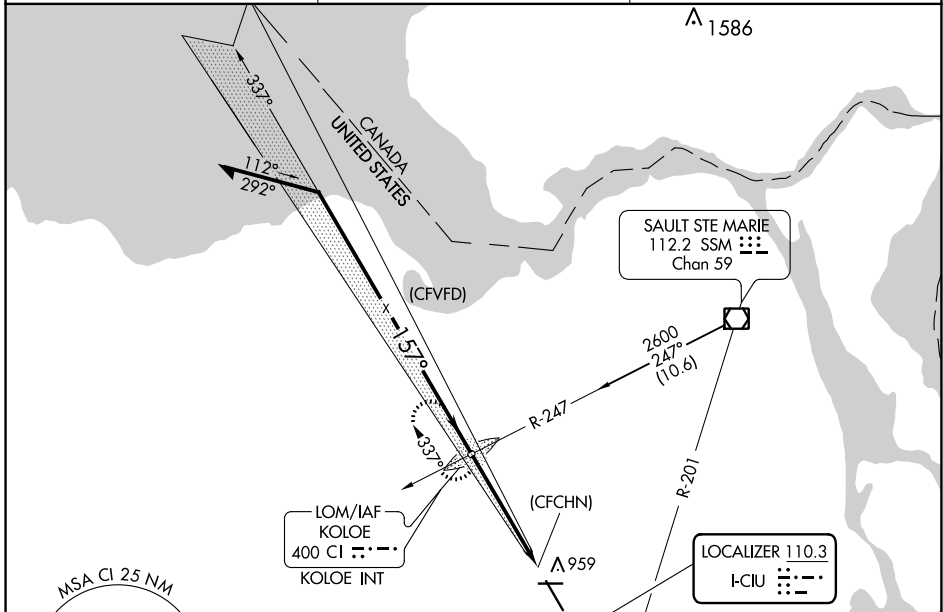 1586
337°
CANADA
UNITED STATES
112°
292°
SAULT STE MARIE
112.2 SSM
Chan 59
(CFVFD)
X
157°
2600
247°
(10.6)
R-247
337°
R-201
LOM/IAF
KOLOE
400 CI
KOLOE INT
(CFCHN)
959
LOCALIZER 110.3
I-CIU
MSA CI 25 NM